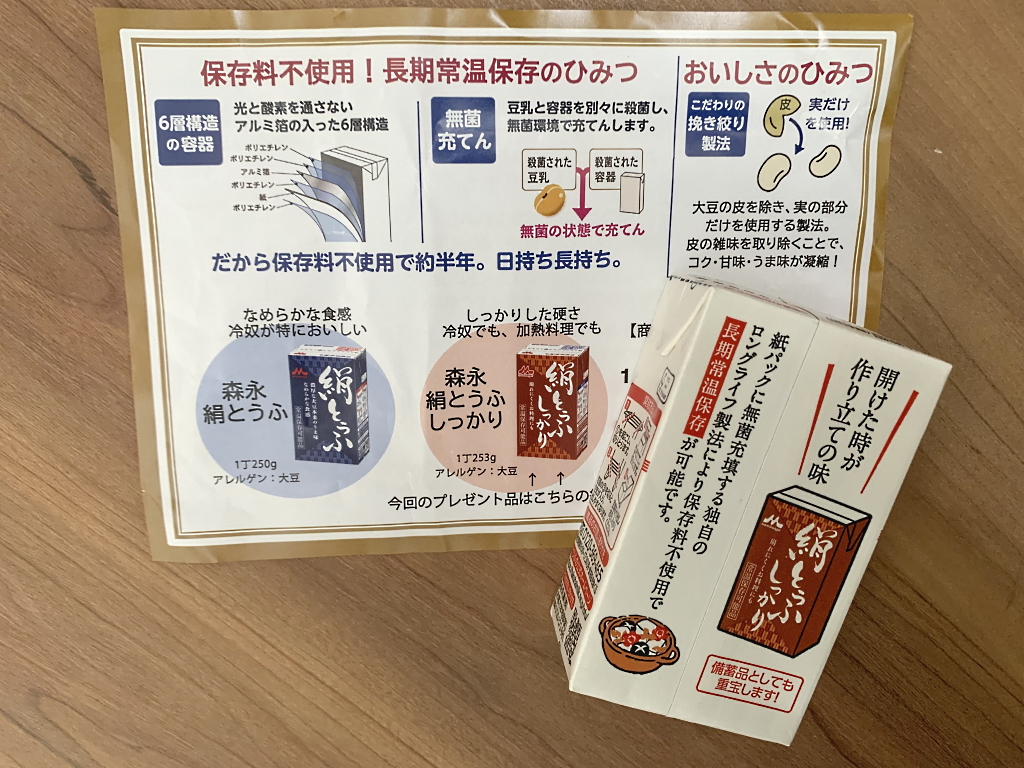 保存料不使用！長期常温保存のひみつ
6層構造
の容器
光と酸素を通さない
アルミ箔の入った6層構造
ポリエチレン
ポリエチレン
アルミ箔
ポリエチレン
紙
ポリエチレン
無菌
充てん
豆乳と容器を別々に殺菌し、
無菌環境で充てんします。
殺菌された
豆乳
殺菌された
容器
無菌の状態で充てん
だから保存料不使用で約半年。日持ち長持ち。
おいしさのひみつ
こだわりの
挽き絞り
製法
皮
実だけ
を使用!
大豆の皮を除き、実の部分
だけを使用する製法。
皮の雑味を取り除くことで、
コク・甘味・うま味が凝縮！
なめらかな食感
冷奴が特においしい
森永
絹とうふ
絹とうふ
1丁250g
アレルゲン：大豆
しっかりした硬さ
冷奴でも、加熱料理でも
森永
絹とうふ
しっかり
絹とうふ
しっかり
1丁253g
アレルゲン：大豆
【商
1
今回のプレゼント品はこちらの
開けた時が
作り立ての味
紙パックに無菌充填する独自の
ロングライフ製法により保存料不使用で
長期常温保存が可能です。
絹とうふ
しっかり
常温保存可能品
備蓄品としても
重宝します!